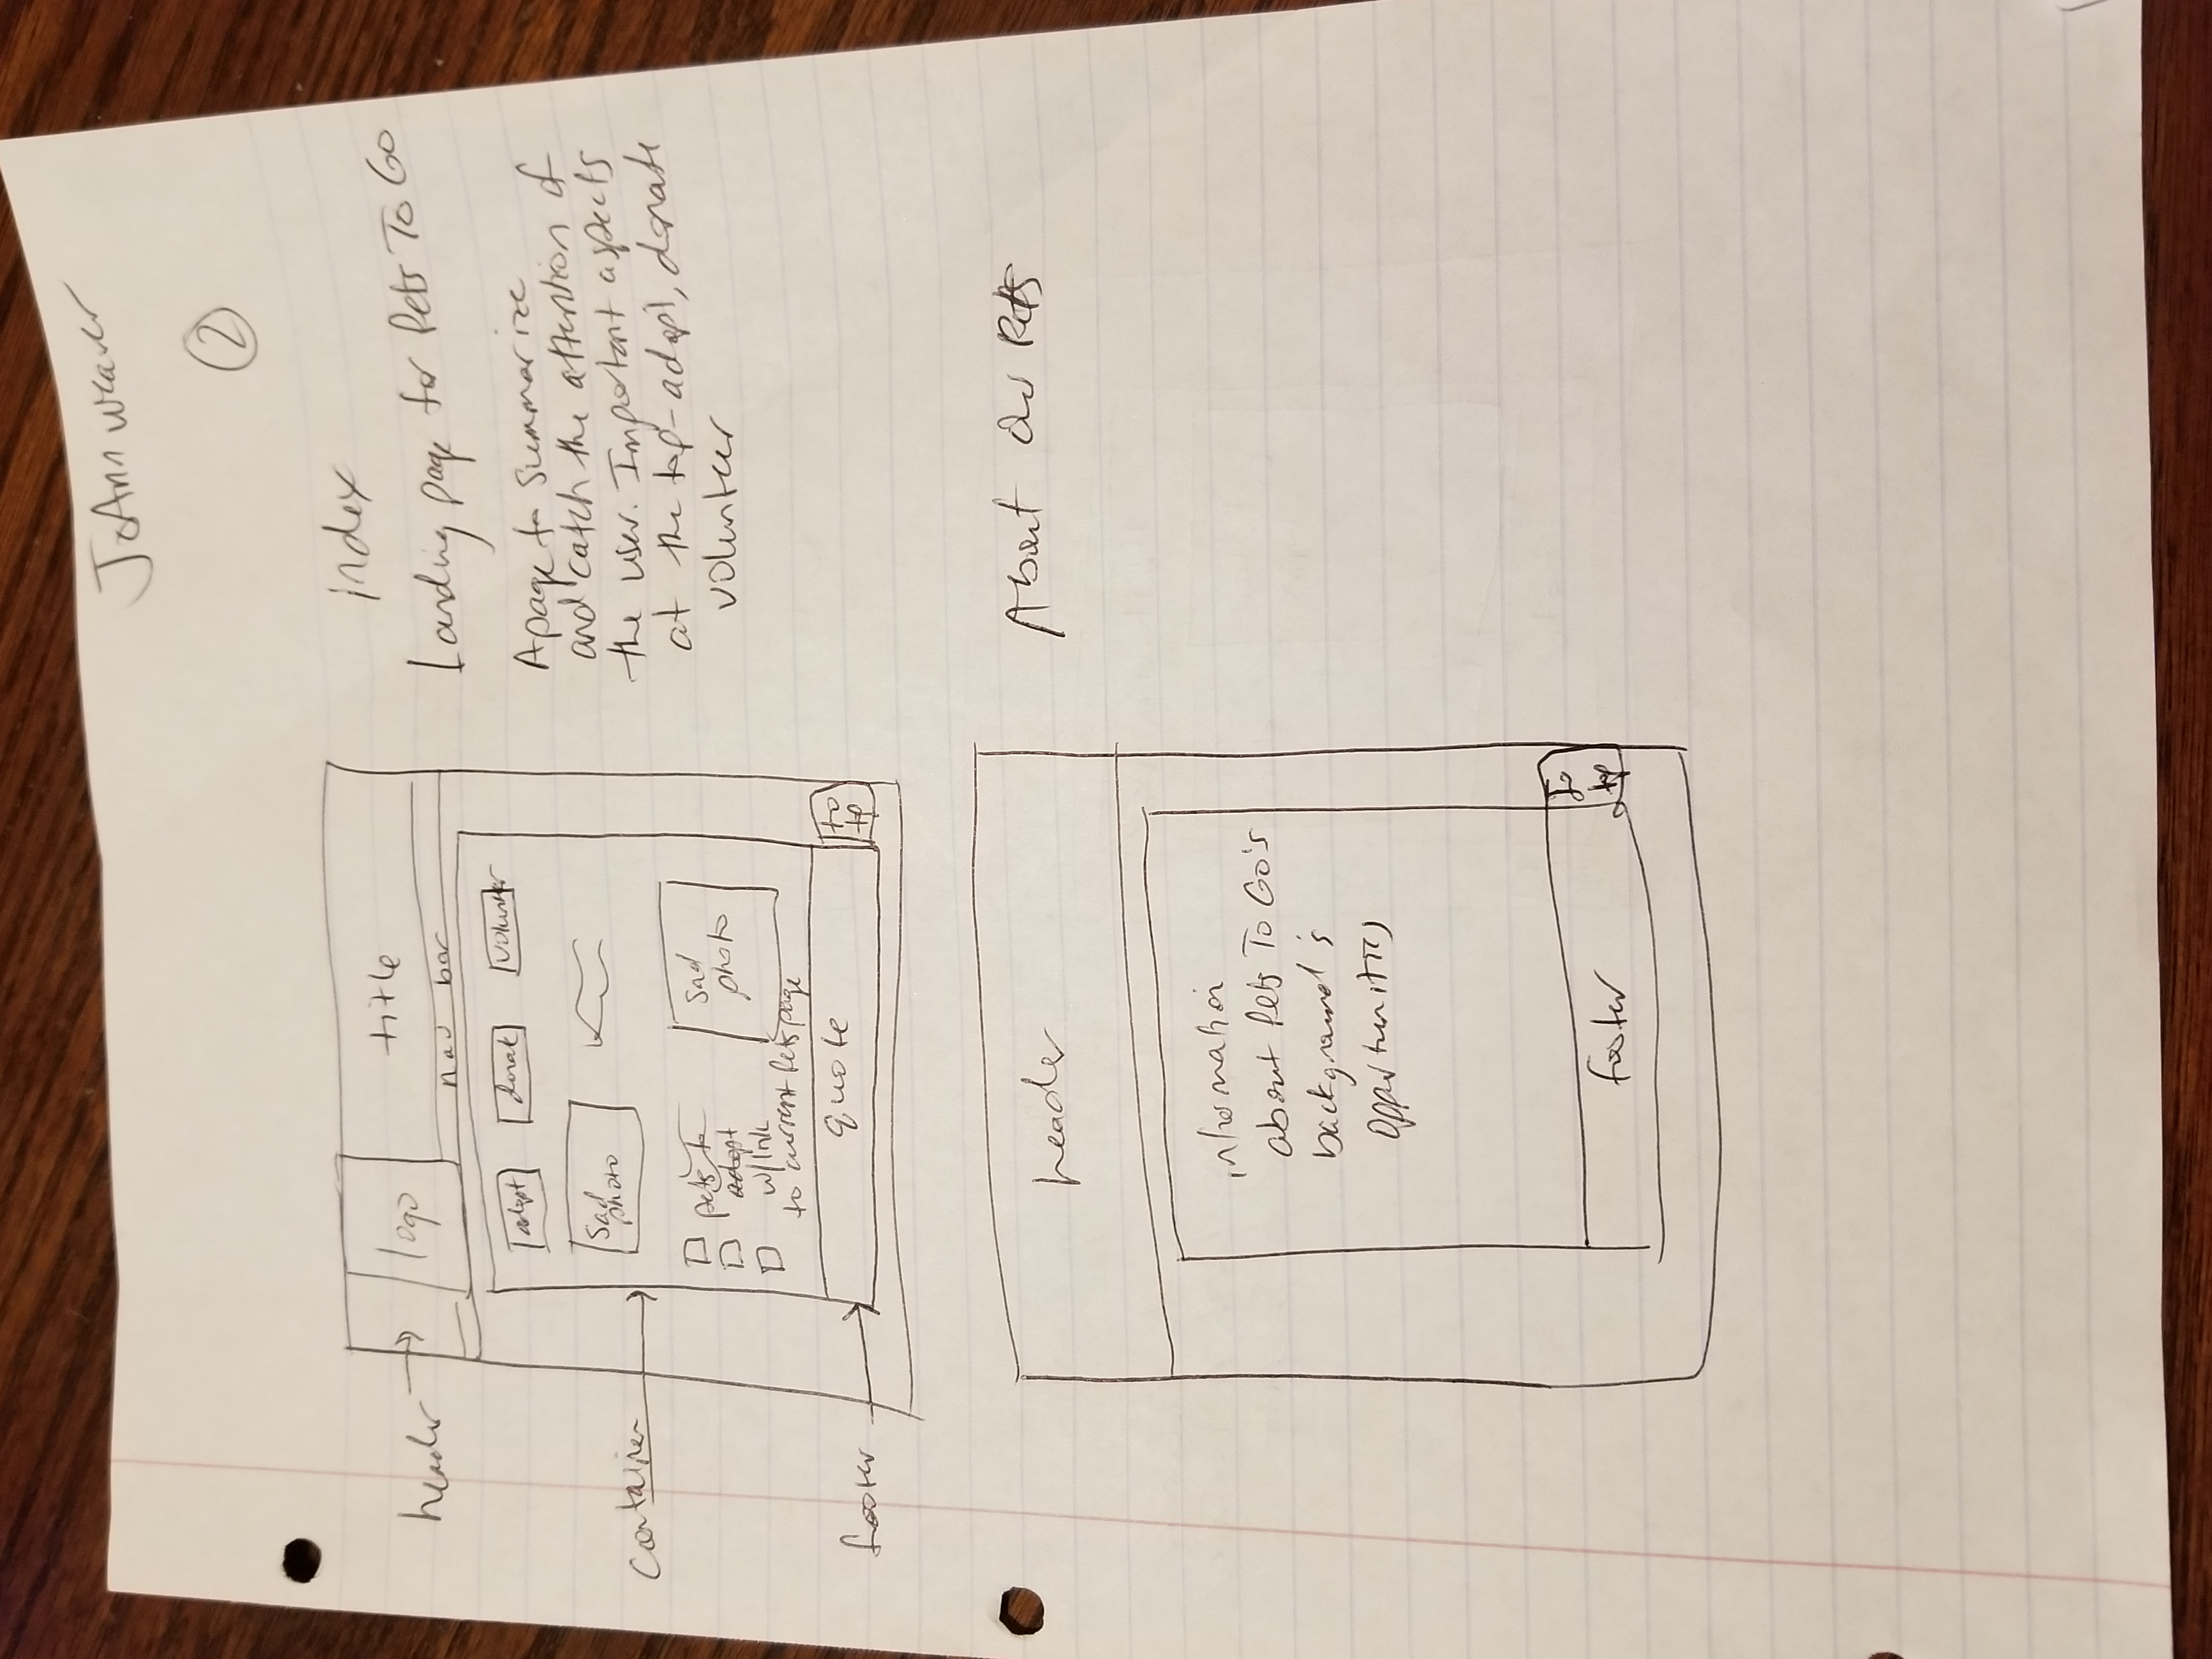 JoAnn weaver
2
index
Landing page for Pets To Go
A page to summarize
and catch the attention of
the user. Important aspects
at the top-adopt, donate
volunteer
header
logo
title
nav bar
adopt
donat
volunter
Sad
photo
container
pets to
adopt
w/link
to current Pets page
Sad
photo
footer
quote
to
tp
About Our Pets
header
information
about Pets To Go's
background &
opportunities
footer
To
top